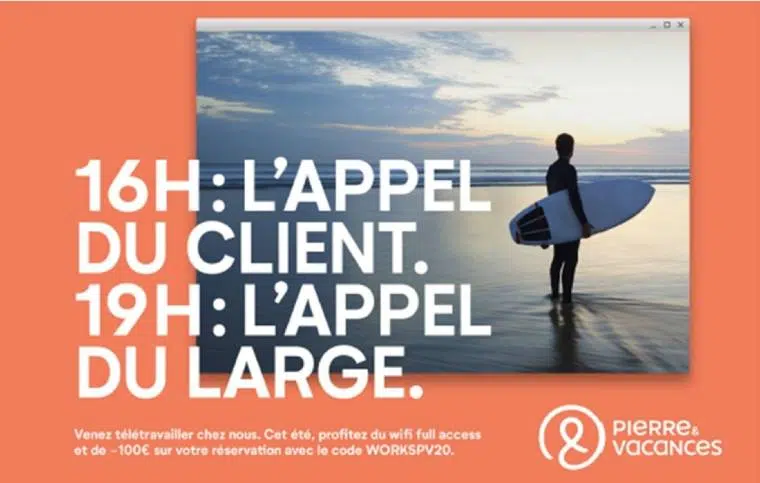 16H : L'APPEL
DU CLIENT.
19H : L'APPEL
DU LARGE.
Venez télétravailler chez nous. Cet été, profitez du wifi full access
et de –100€ sur votre réservation avec le code WORKSPV20.
PIERRE &
vacances